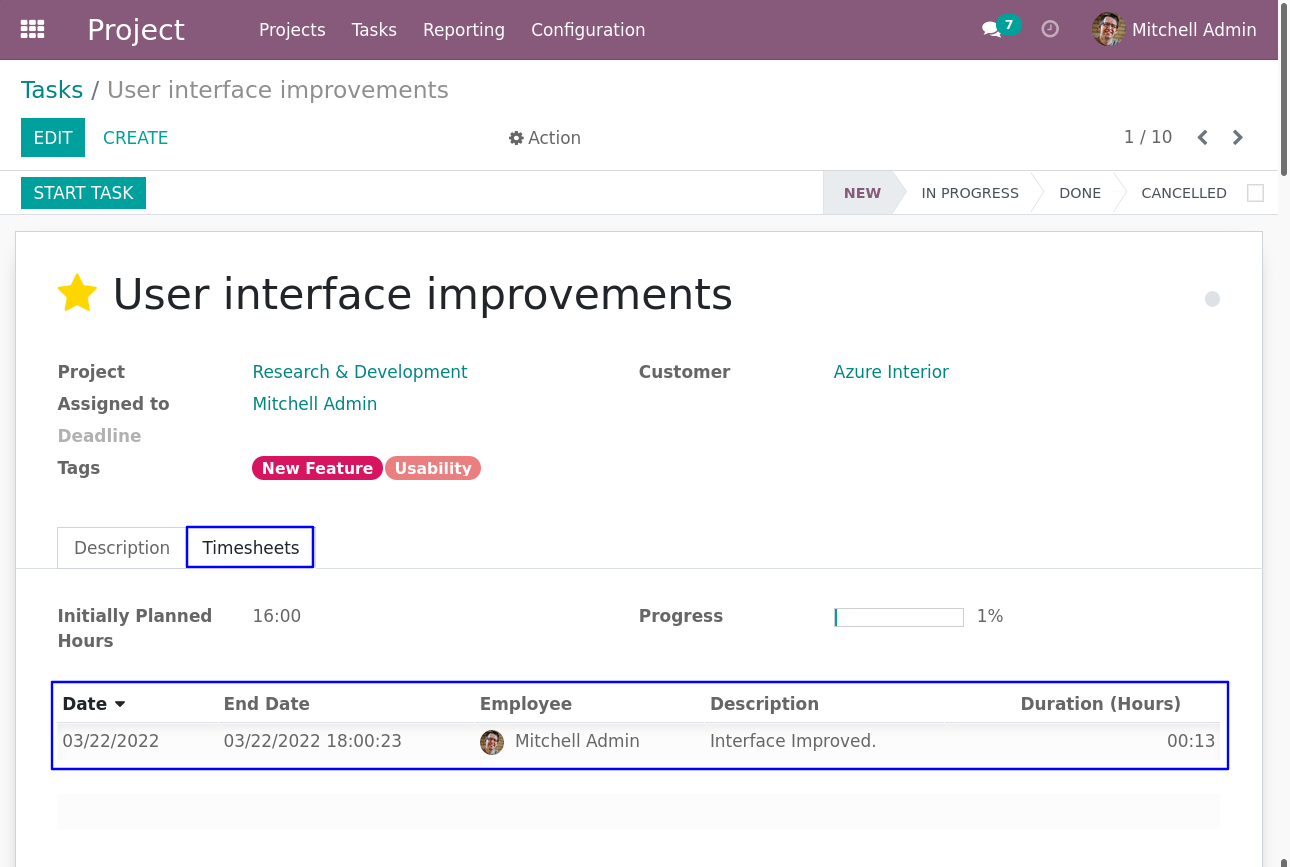 Project Projects Tasks Reporting Configuration 7 Mitchell Admin
Tasks / User interface improvements
EDIT CREATE Action 1 / 10
START TASK NEW IN PROGRESS DONE CANCELLED
User interface improvements
Project Research & Development Customer Azure Interior
Assigned to Mitchell Admin
Deadline
Tags New Feature Usability
Description Timesheets
Initially Planned Hours 16:00 Progress 1%
Date End Date Employee Description Duration (Hours)
03/22/2022 03/22/2022 18:00:23 Mitchell Admin Interface Improved. 00:13